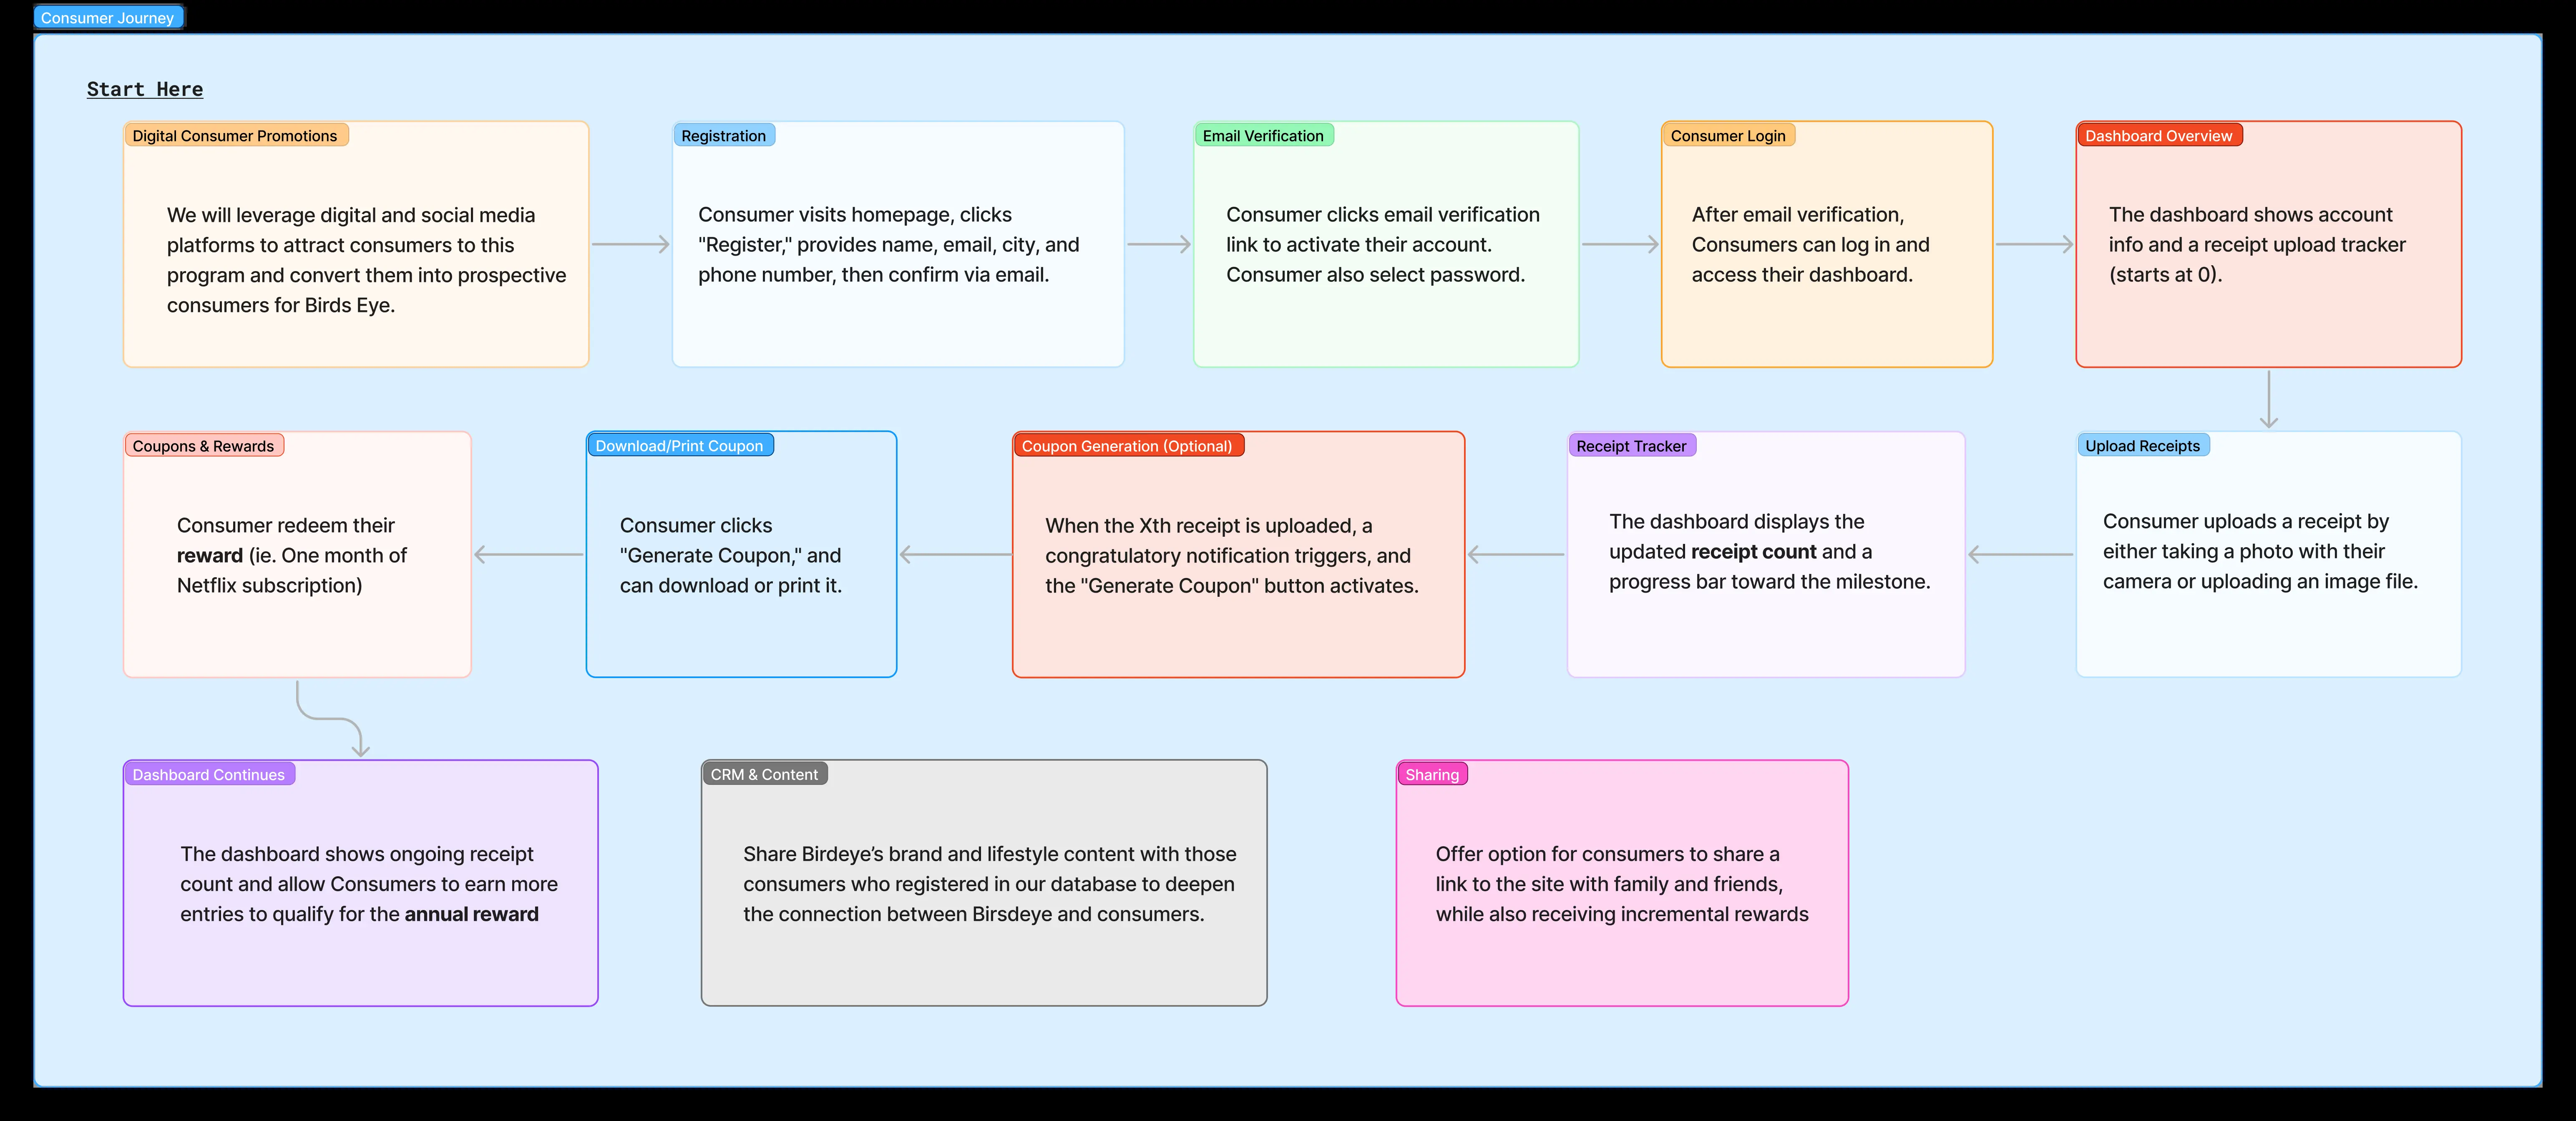 Consumer Journey
Start Here
Digital Consumer Promotions
We will leverage digital and social media
platforms to attract consumers to this
program and convert them into prospective
consumers for Birds Eye.
Registration
Consumer visits homepage, clicks
"Register," provides name, email, city, and
phone number, then confirm via email.
Email Verification
Consumer clicks email verification
link to activate their account.
Consumer also select password.
Consumer Login
After email verification,
Consumers can log in and
access their dashboard.
Dashboard Overview
The dashboard shows account
info and a receipt upload tracker
(starts at 0).
Upload Receipts
Consumer uploads a receipt by
either taking a photo with their
camera or uploading an image file.
Receipt Tracker
The dashboard displays the
updated receipt count and a
progress bar toward the milestone.
Coupon Generation (Optional)
When the Xth receipt is uploaded, a
congratulatory notification triggers, and
the "Generate Coupon" button activates.
Download/Print Coupon
Consumer clicks
"Generate Coupon," and
can download or print it.
Coupons & Rewards
Consumer redeem their
reward (ie. One month of
Netflix subscription)
Dashboard Continues
The dashboard shows ongoing receipt
count and allow Consumers to earn more
entries to qualify for the annual reward
CRM & Content
Share Birdeye’s brand and lifestyle content with those
consumers who registered in our database to deepen
the connection between Birsdeye and consumers.
Sharing
Offer option for consumers to share a
link to the site with family and friends,
while also receiving incremental rewards